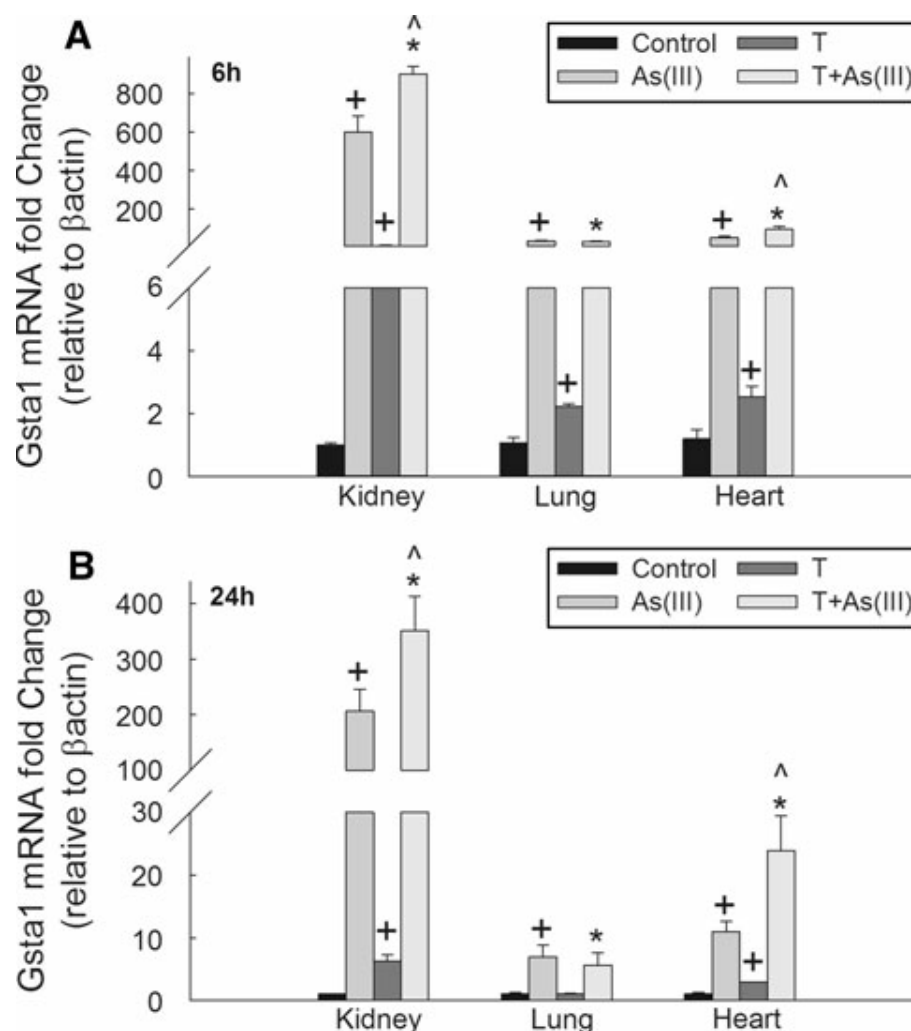 A
6h
Control
T
As(III)
T+As(III)
Gsta1 mRNA fold Change
(relative to βactin)
800
600
400
200
6
4
2
0
+
+
^
*
+
+
*
+
+
^
*
Kidney
Lung
Heart
B
24h
Control
T
As(III)
T+As(III)
Gsta1 mRNA fold Change
(relative to βactin)
400
300
200
100
30
20
10
0
+
+
^
*
+
*
+
+
^
*
Kidney
Lung
Heart